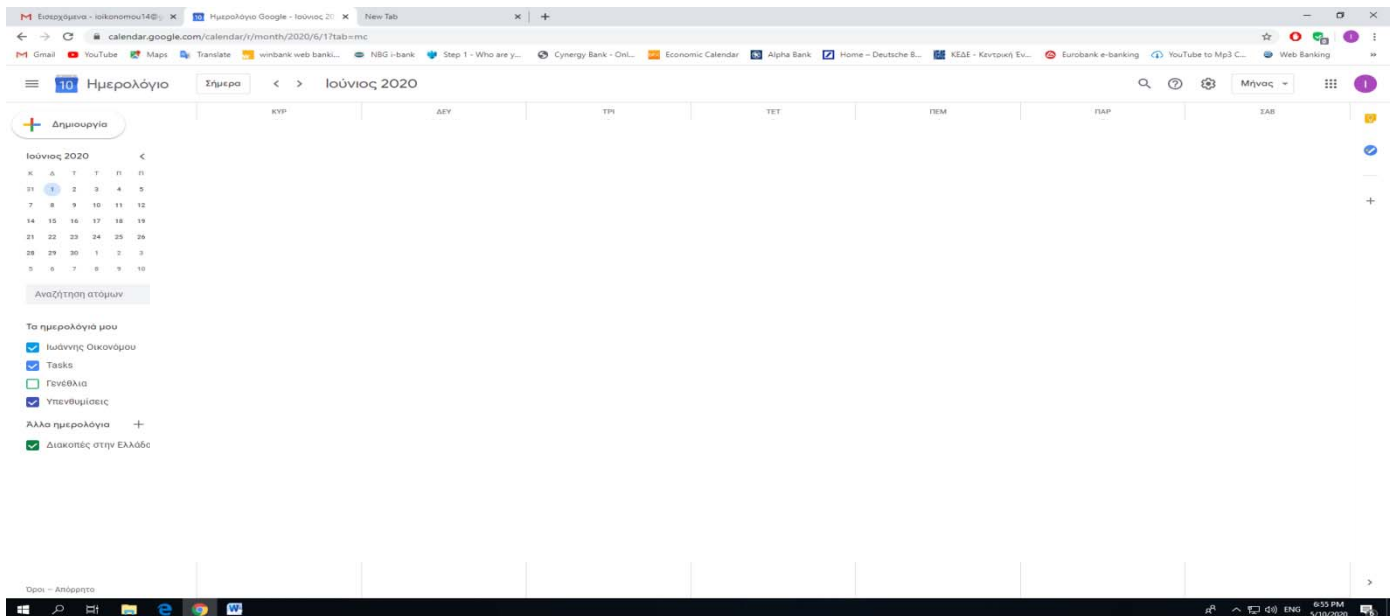 Εισερχόμενα - ioikonomou14@
Ημερολόγιο Google - Ιούνιος 20
New Tab
calendar.google.com/calendar/r/month/2020/6/1?tab=mc
Gmail YouTube Maps Translate winbank web banki... NBG i-bank Step 1 - Who are y... Cynergy Bank - Onl... Economic Calendar Alpha Bank Home – Deutsche B... ΚΕΔΕ - Κεντρική Ευ... Eurobank e-banking YouTube to Mp3 C... Web Banking »
10 Ημερολόγιο Σήμερα < > Ιούνιος 2020 Μήνας I
ΚΥΡ ΔΕΥ ΤΡΙ ΤΕΤ ΠΕΜ ΠΑΡ ΣΑΒ
Δημιουργία
Ιούνιος 2020 <
Κ Δ Τ Τ Π Π
31 1 2 3 4 5
7 8 9 10 11 12
14 15 16 17 18 19
21 22 23 24 25 26
28 29 30 1 2 3
5 6 7 8 9 10
Αναζήτηση ατόμων
Τα ημερολόγιά μου
Ιωάννης Οικονόμου
Tasks
Γενέθλια
Υπενθυμίσεις
Άλλα ημερολόγια +
Διακοπές στην Ελλάδα
Όροι – Απόρρητο
ENG 6:55 PM
5/10/2020